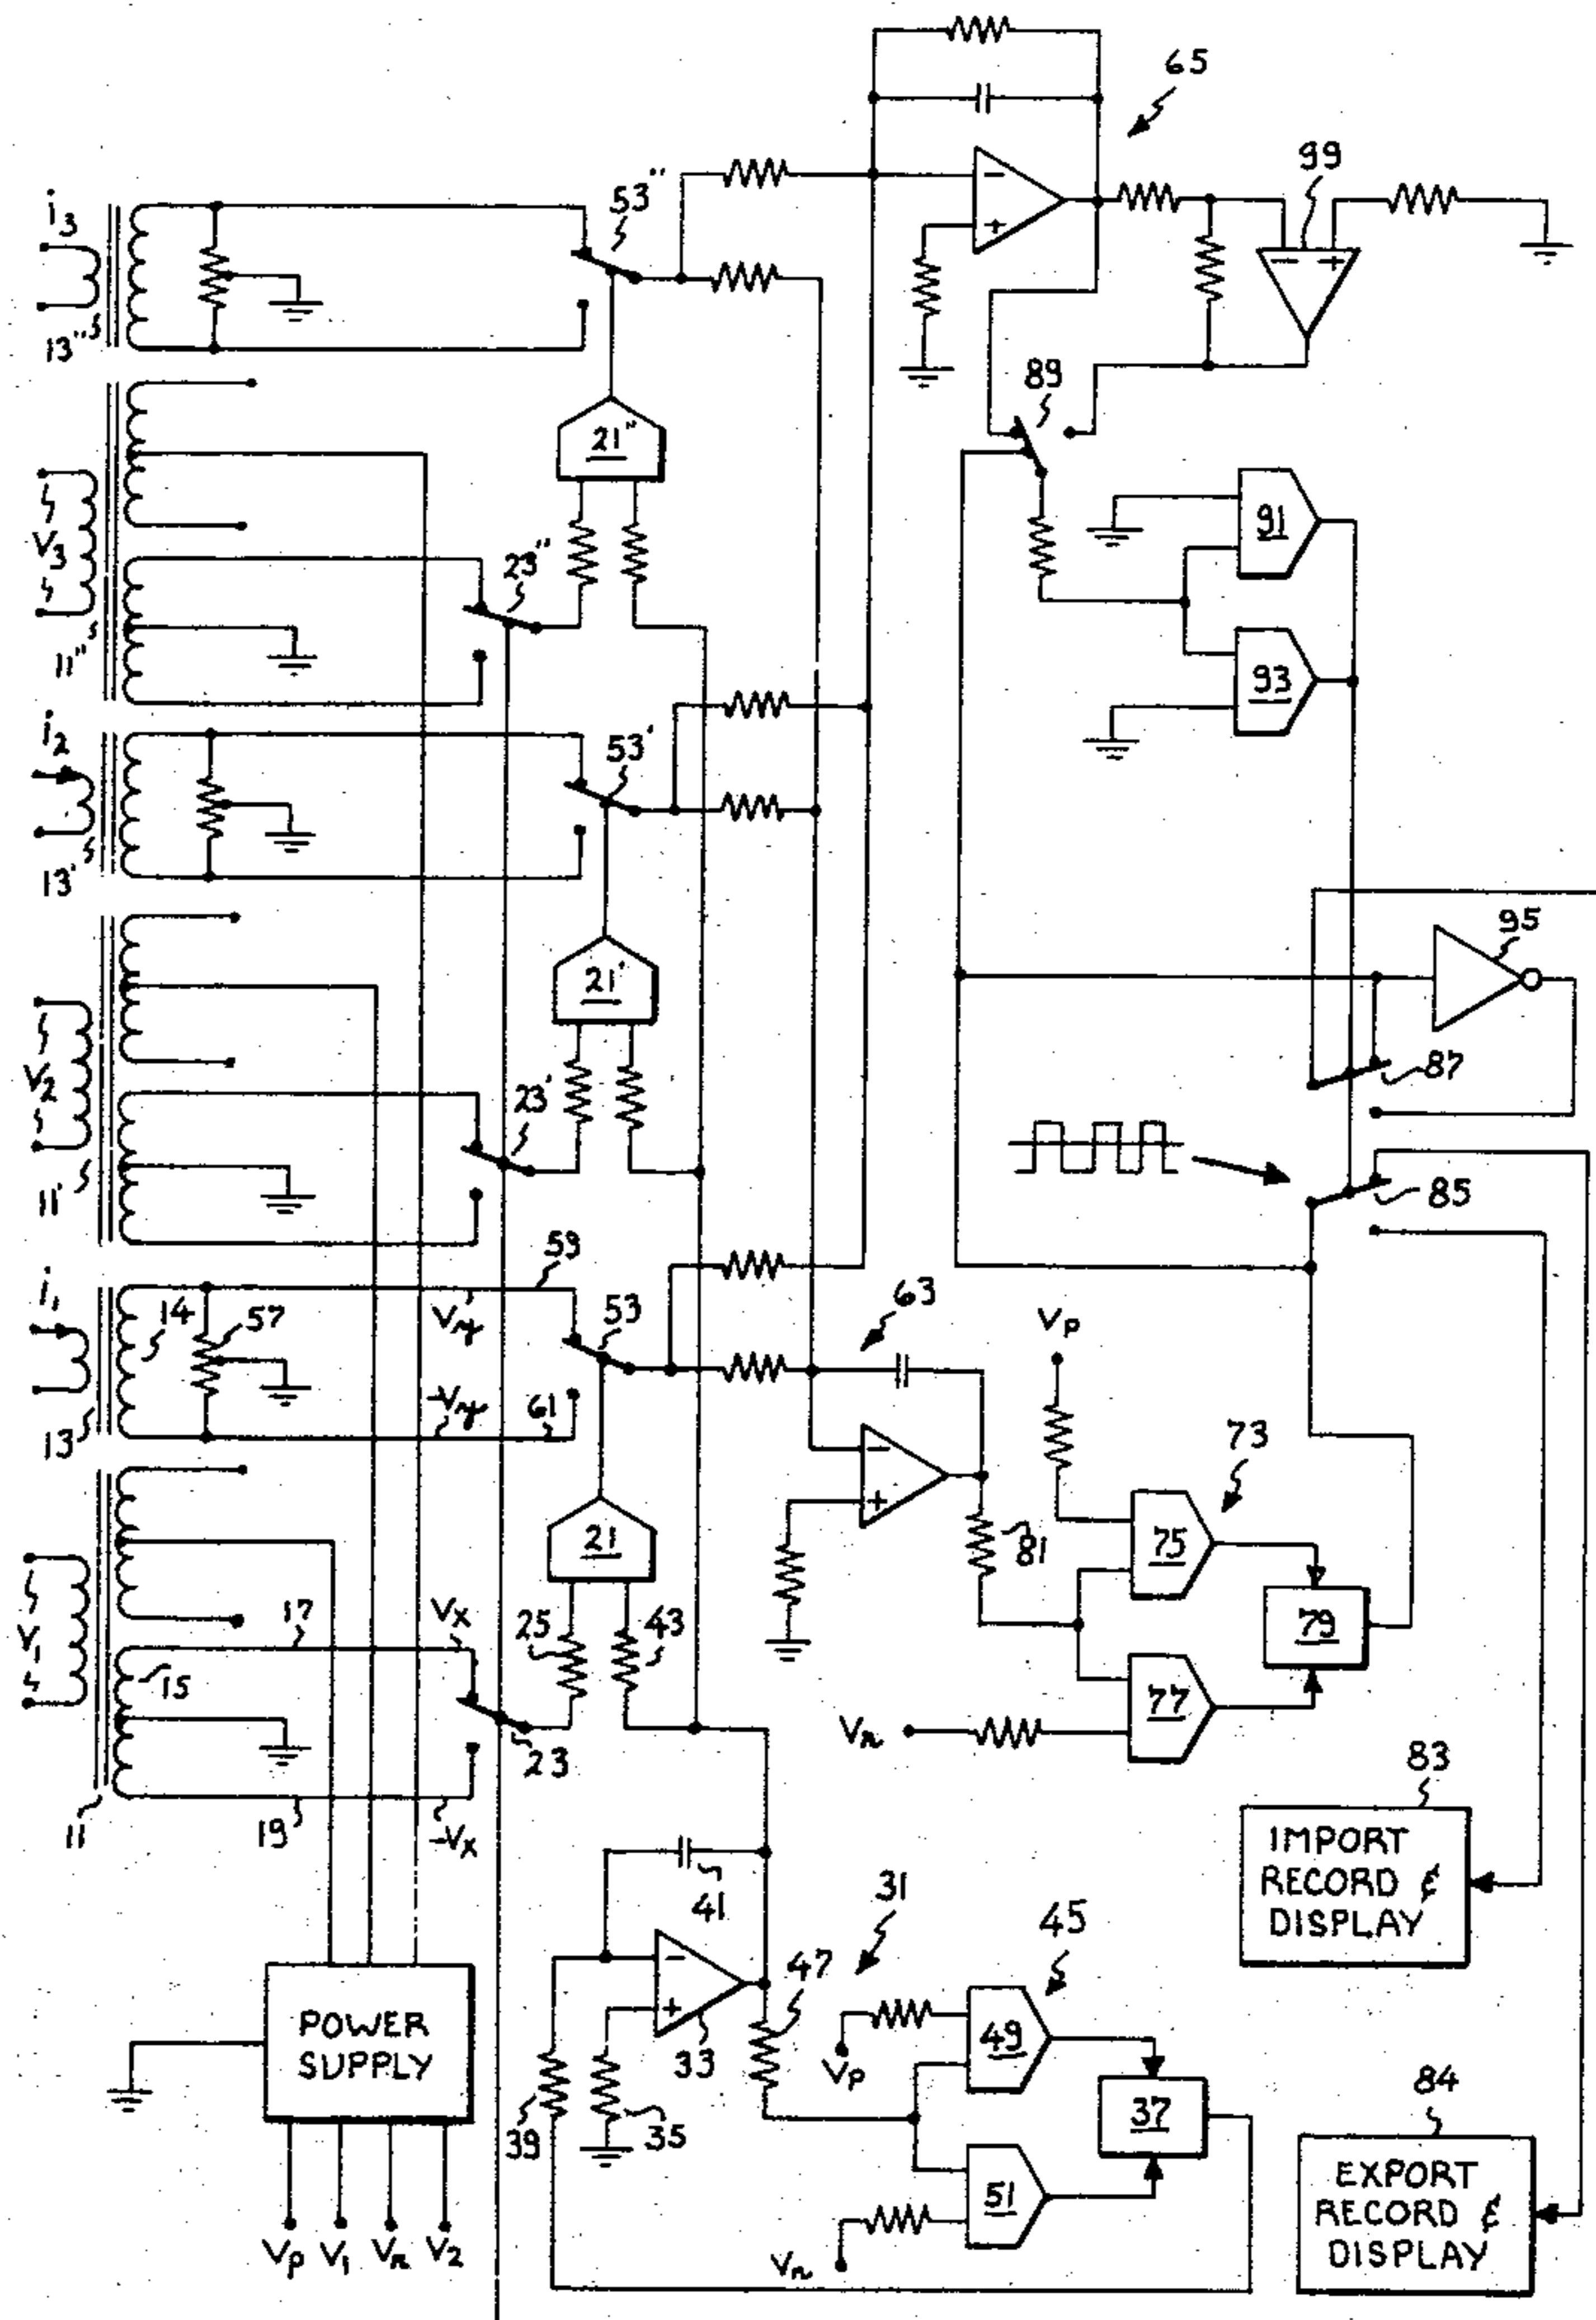 65
99
i3
53"
13"
89
21"
91
V3
23"
11"
93
i2
53'
13'
95
21'
V2
23'
87
11'
85
59
i1
14
57
Vy
53
63
Vp
-Vy
61
13
73
21
81
75
17
Vx
25
43
79
V1
15
77
Vn
23
83
11
19
-Vx
IMPORT
RECORD &
DISPLAY
41
31
45
47
POWER
SUPPLY
33
Vp
49
84
39
35
37
EXPORT
RECORD &
DISPLAY
51
Vn
Vp V1 Vn V2